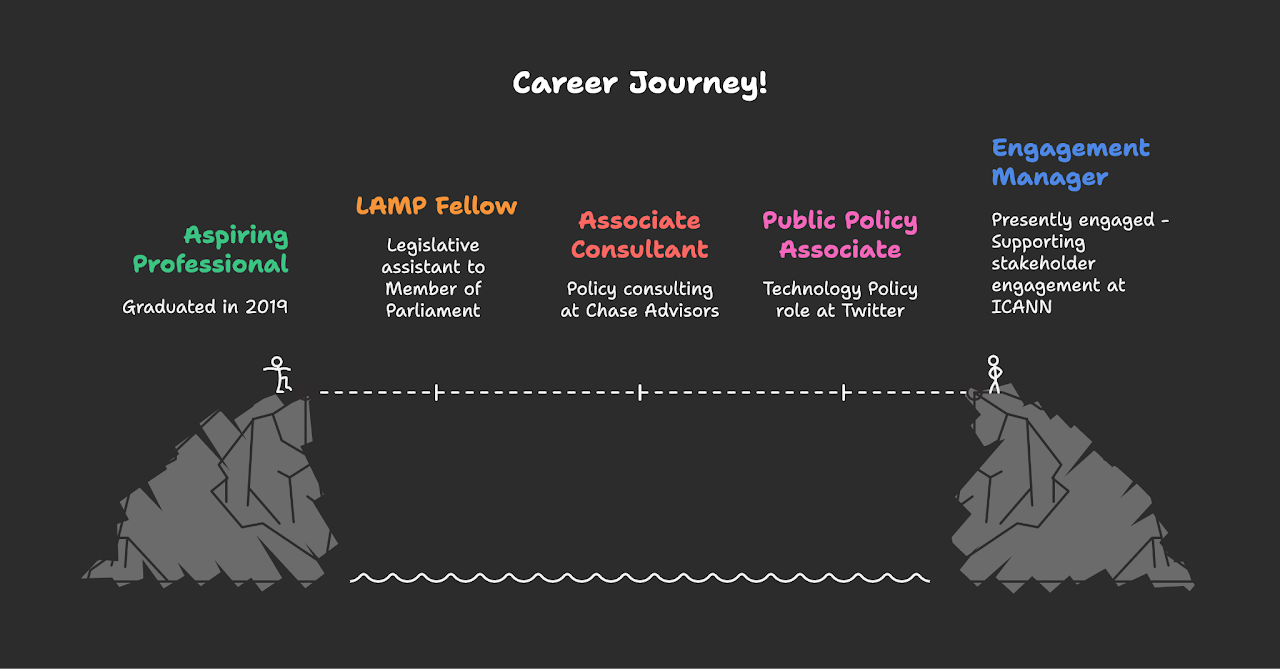 Career Journey!
Aspiring
Professional
Graduated in 2019
LAMP Fellow
Legislative
assistant to
Member of
Parliament
Associate
Consultant
Policy consulting
at Chase Advisors
Public Policy
Associate
Technology Policy
role at Twitter
Engagement
Manager
Presently engaged -
Supporting
stakeholder
engagement at
ICANN